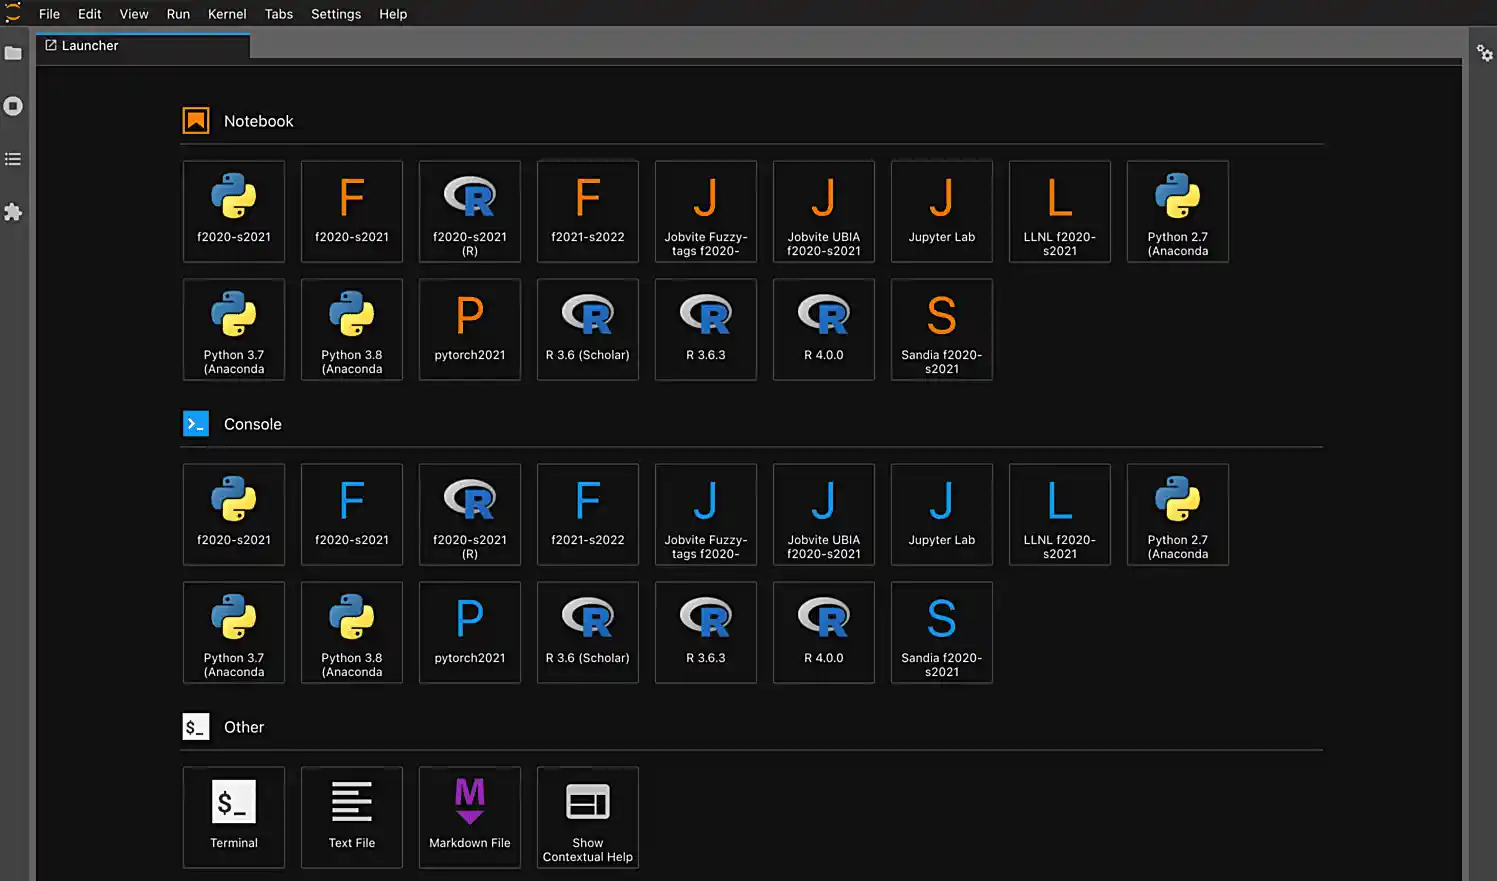 File Edit View Run Kernel Tabs Settings Help
Launcher
Notebook
f2020-s2021
F
f2020-s2021
R
f2020-s2021
(R)
F
f2021-s2022
J
Jobvite Fuzzy-
tags f2020-
J
Jobvite UBIA
f2020-s2021
J
Jupyter Lab
L
LLNL f2020-
s2021
Python 2.7
(Anaconda
Python 3.7
(Anaconda
Python 3.8
(Anaconda
P
pytorch2021
R
R 3.6 (Scholar)
R
R 3.6.3
R
R 4.0.0
S
Sandia f2020-
s2021
>_
Console
f2020-s2021
F
f2020-s2021
R
f2020-s2021
(R)
F
f2021-s2022
J
Jobvite Fuzzy-
tags f2020-
J
Jobvite UBIA
f2020-s2021
J
Jupyter Lab
L
LLNL f2020-
s2021
Python 2.7
(Anaconda
Python 3.7
(Anaconda
Python 3.8
(Anaconda
P
pytorch2021
R
R 3.6 (Scholar)
R
R 3.6.3
R
R 4.0.0
S
Sandia f2020-
s2021
$_
Other
$_
Terminal
Text File
M
Markdown File
Show
Contextual Help